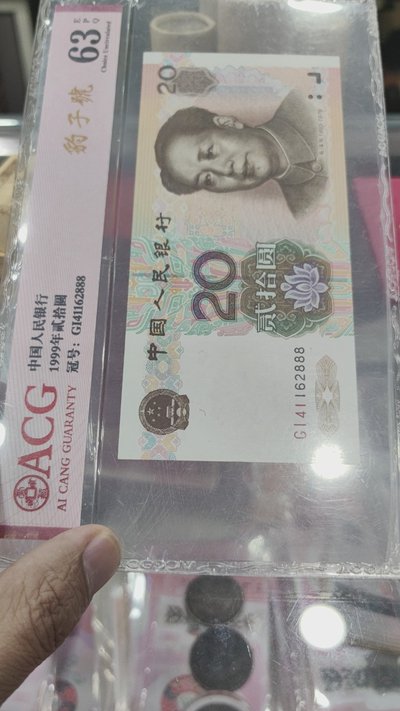 ACG
AI CANG GUARANTY
中国人民银行
1999年贰拾圆
冠号: GI41162888
豹子號
63 EPQ
Choice Uncirculated
20
中国人民银行
20
贰拾圆
GI41162888